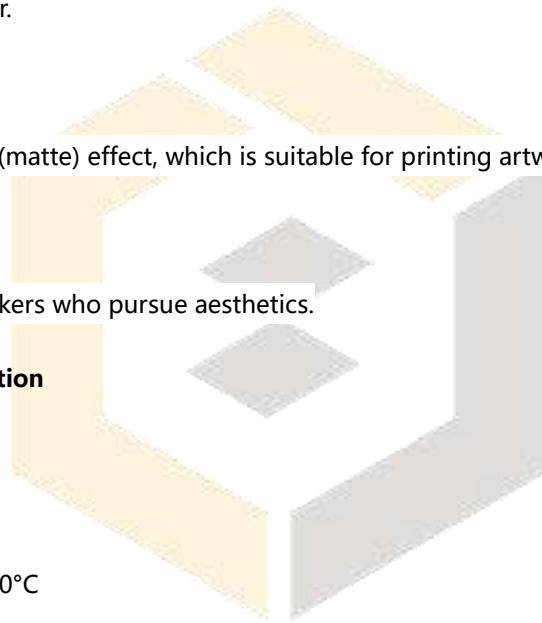 r.
(matte) effect, which is suitable for printing artw
kers who pursue aesthetics.
tion
0°C